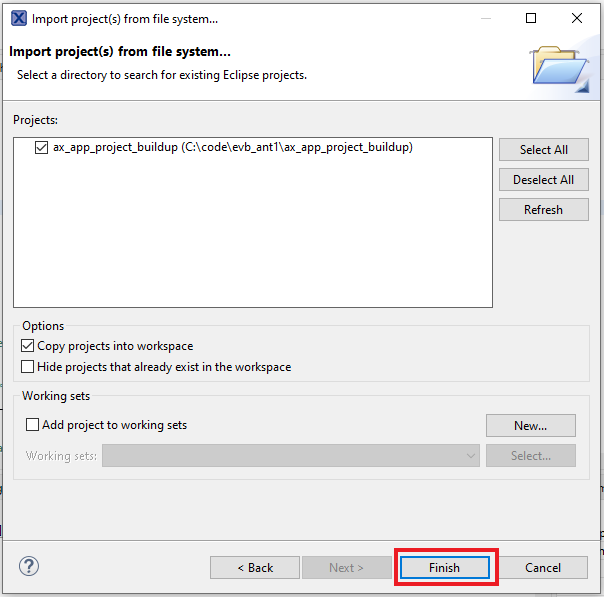 Import project(s) from file system...
Import project(s) from file system...
Select a directory to search for existing Eclipse projects.
Projects:
ax_app_project_buildup (C:\code\evb_ant1\ax_app_project_buildup)
Select All
Deselect All
Refresh
Options
Copy projects into workspace
Hide projects that already exist in the workspace
Working sets
Add project to working sets
New...
Working sets:
Select...
?
< Back
Next >
Finish
Cancel